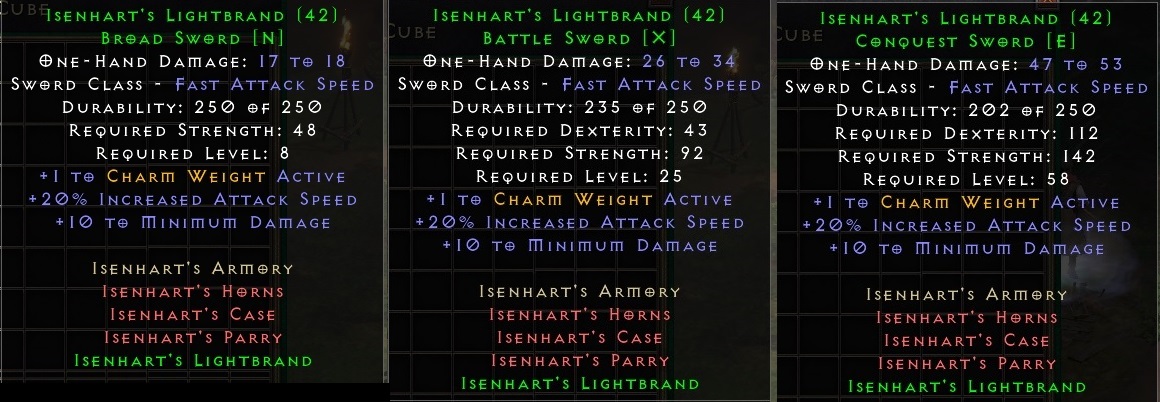 CUBE
Isenhart's Lightbrand (42)
Broad Sword [N]
One-Hand Damage: 17 to 18
Sword Class - Fast Attack Speed
Durability: 250 of 250
Required Strength: 48
Required Level: 8
+1 to Charm Weight Active
+20% Increased Attack Speed
+10 to Minimum Damage
Isenhart's Armory
Isenhart's Horns
Isenhart's Case
Isenhart's Parry
Isenhart's Lightbrand
CUBE
Isenhart's Lightbrand (42)
Battle Sword [X]
One-Hand Damage: 26 to 34
Sword Class - Fast Attack Speed
Durability: 235 of 250
Required Dexterity: 43
Required Strength: 92
Required Level: 25
+1 to Charm Weight Active
+20% Increased Attack Speed
+10 to Minimum Damage
Isenhart's Armory
Isenhart's Horns
Isenhart's Case
Isenhart's Parry
Isenhart's Lightbrand
CUBE
Isenhart's Lightbrand (42)
Conquest Sword [E]
One-Hand Damage: 47 to 53
Sword Class - Fast Attack Speed
Durability: 202 of 250
Required Dexterity: 112
Required Strength: 142
Required Level: 58
+1 to Charm Weight Active
+20% Increased Attack Speed
+10 to Minimum Damage
Isenhart's Armory
Isenhart's Horns
Isenhart's Case
Isenhart's Parry
Isenhart's Lightbrand